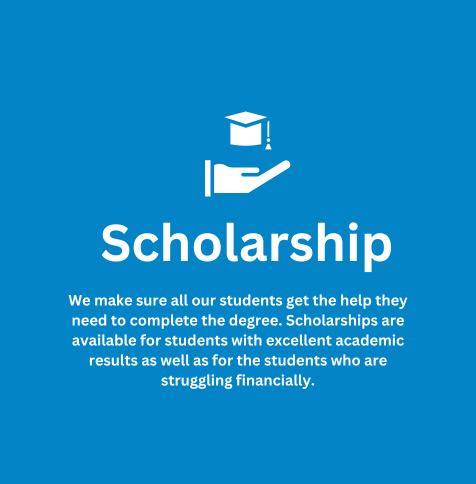 Scholarship
We make sure all our students get the help they
need to complete the degree. Scholarships are
available for students with excellent academic
results as well as for the students who are
struggling financially.